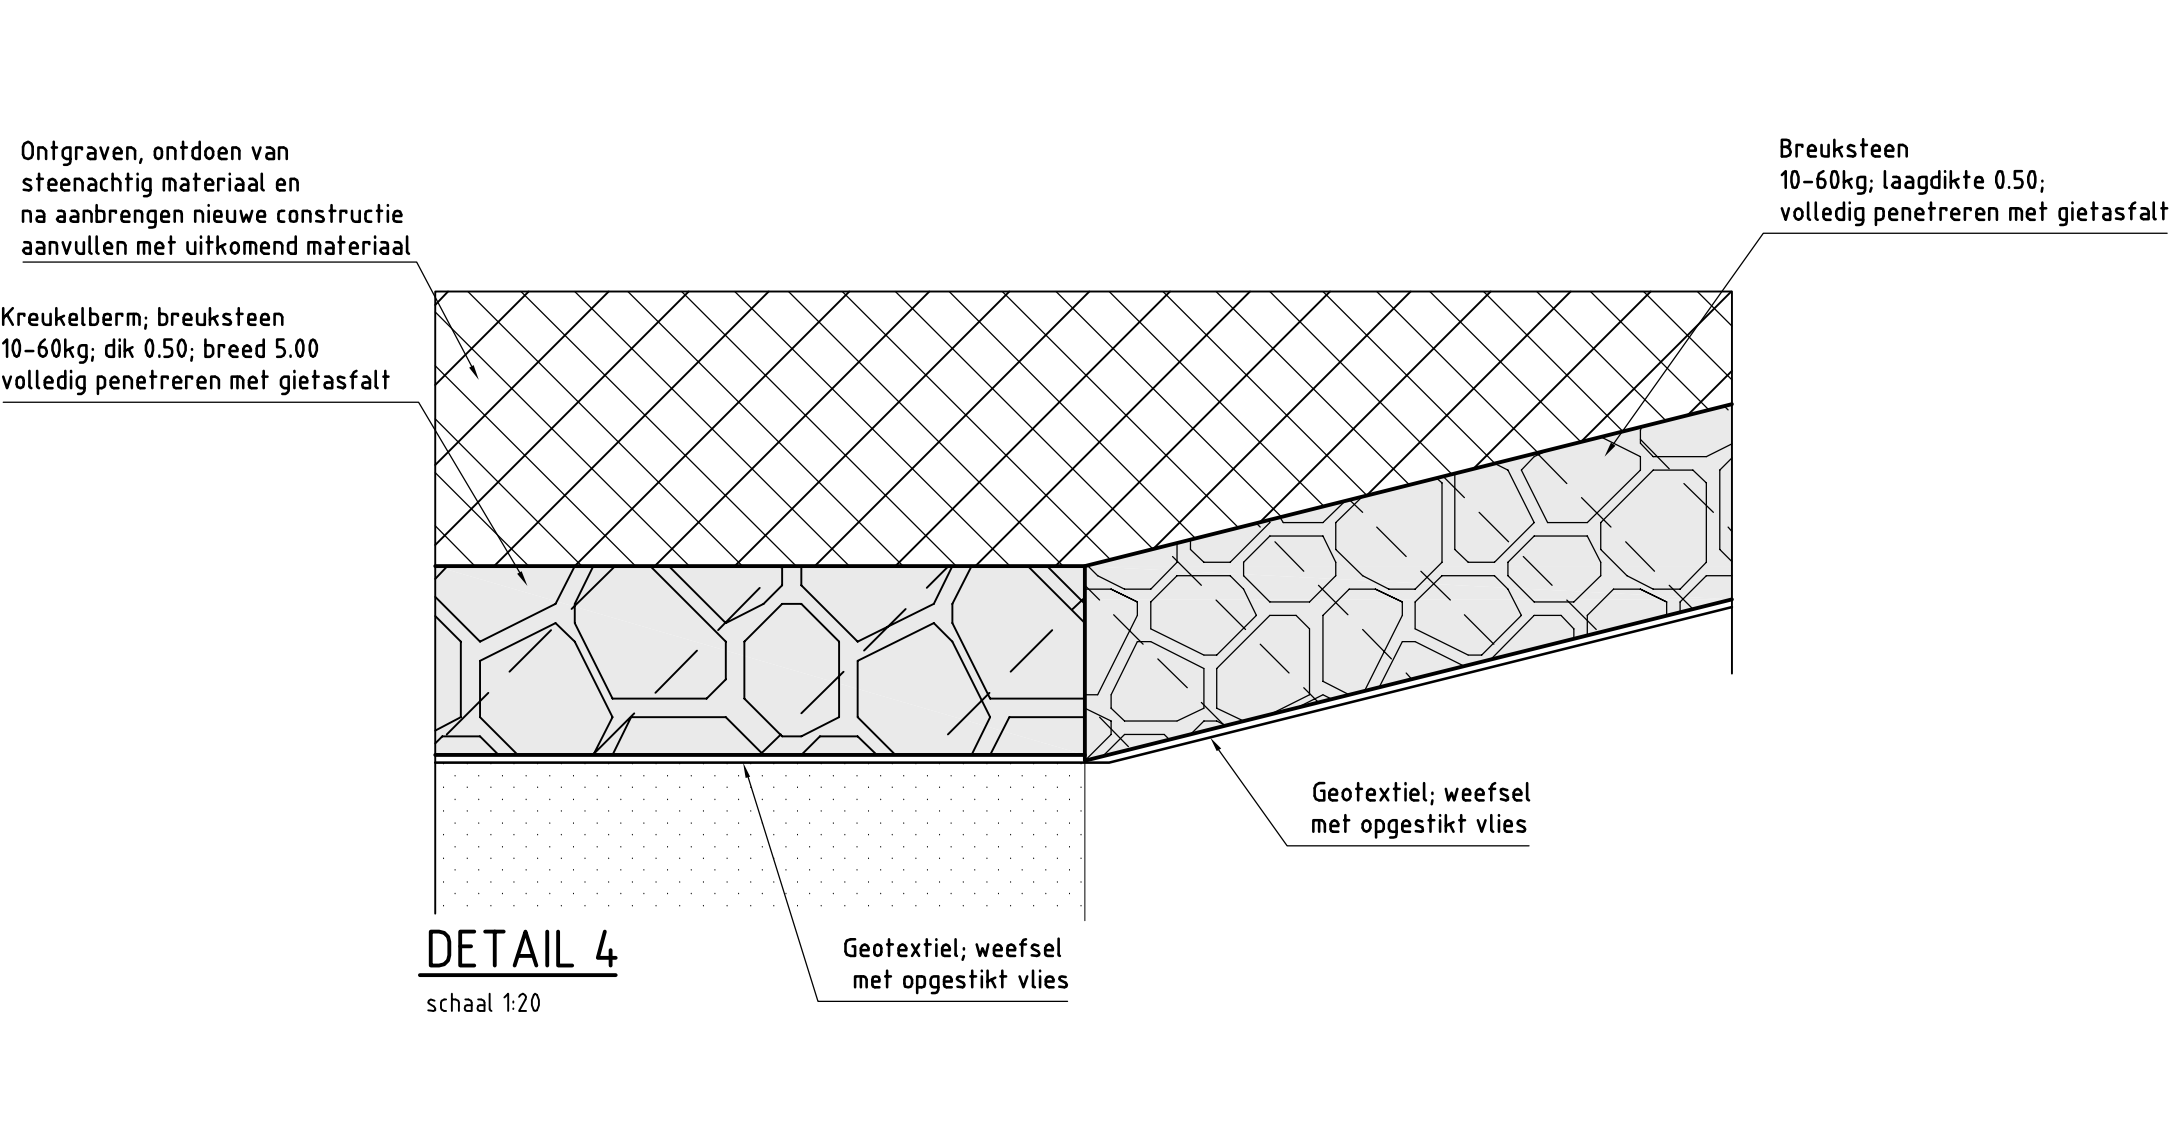 Ontgraven, ontdoen van
steenachtig materiaal en
na aanbrengen nieuwe constructie
aanvullen met uitkomend materiaal
Kreukelberm; breuksteen
10-60kg; dik 0.50; breed 5.00
volledig penetreren met gietasfalt
Breuksteen
10-60kg; laagdikte 0.50;
volledig penetreren met gietasfalt
Geotextiel; weefsel
met opgestikt vlies
Geotextiel; weefsel
met opgestikt vlies
DETAIL 4
schaal 1:20